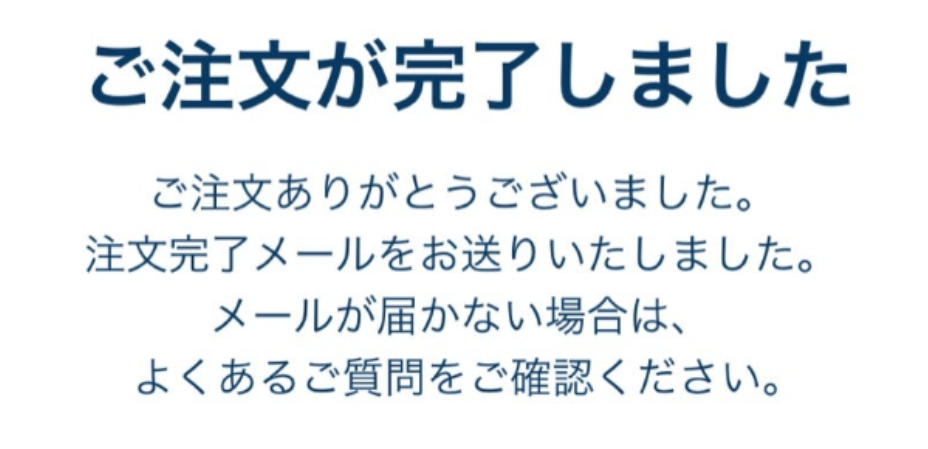 ご注文が完了しました
ご注文ありがとうございました。
注文完了メールをお送りいたしました。
メールが届かない場合は、
よくあるご質問をご確認ください。